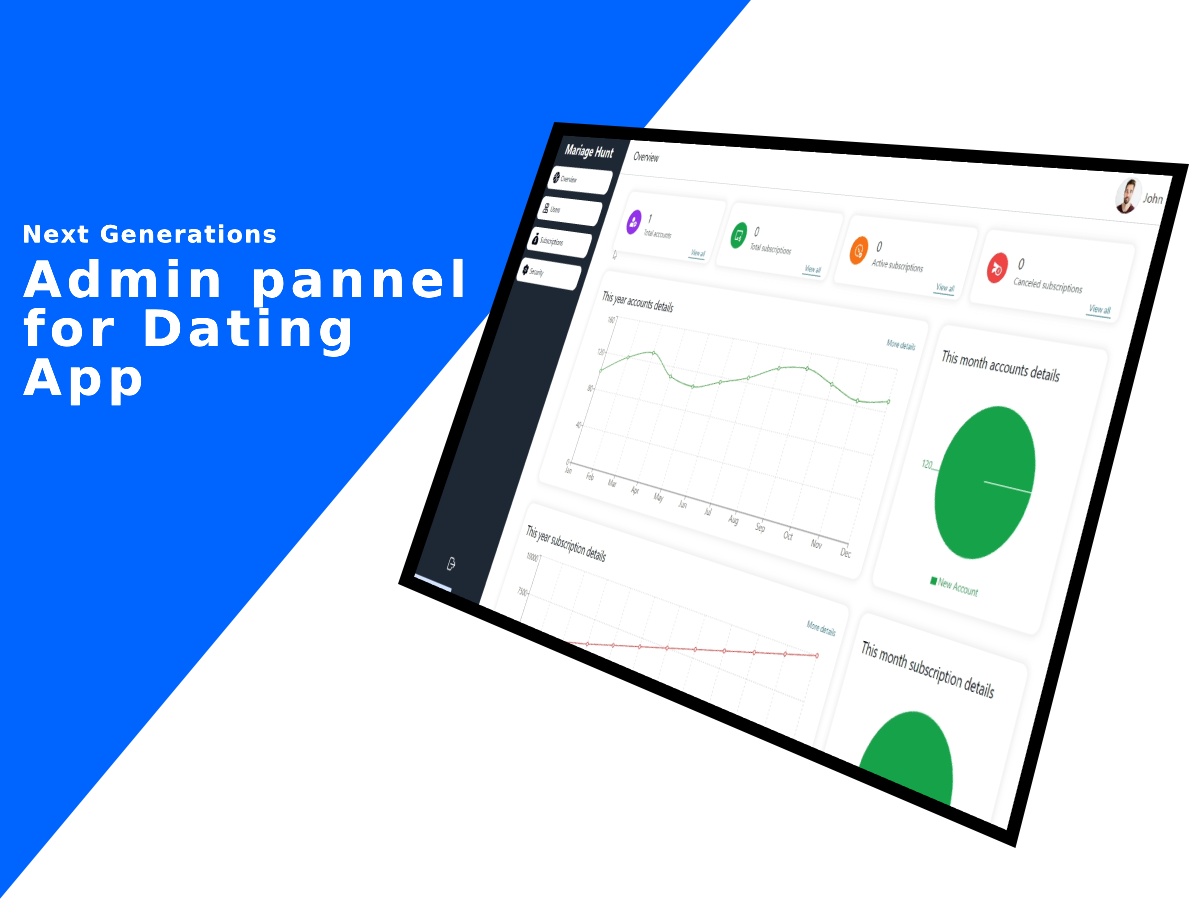 Next Generations
Admin pannel
for Dating
App
Mariage Hunt
Overview
Users
Subscriptions
Security
Overview
John
1
Total accounts
View all
0
Total subscriptions
View all
0
Active subscriptions
View all
0
Canceled subscriptions
View all
This year accounts details
More details
160
120
80
40
0
Jan Feb Mar Apr May Jun Jul Aug Sep Oct Nov Dec
This month accounts details
120
New Account
This year subscription details
More details
10000
7500
This month subscription details